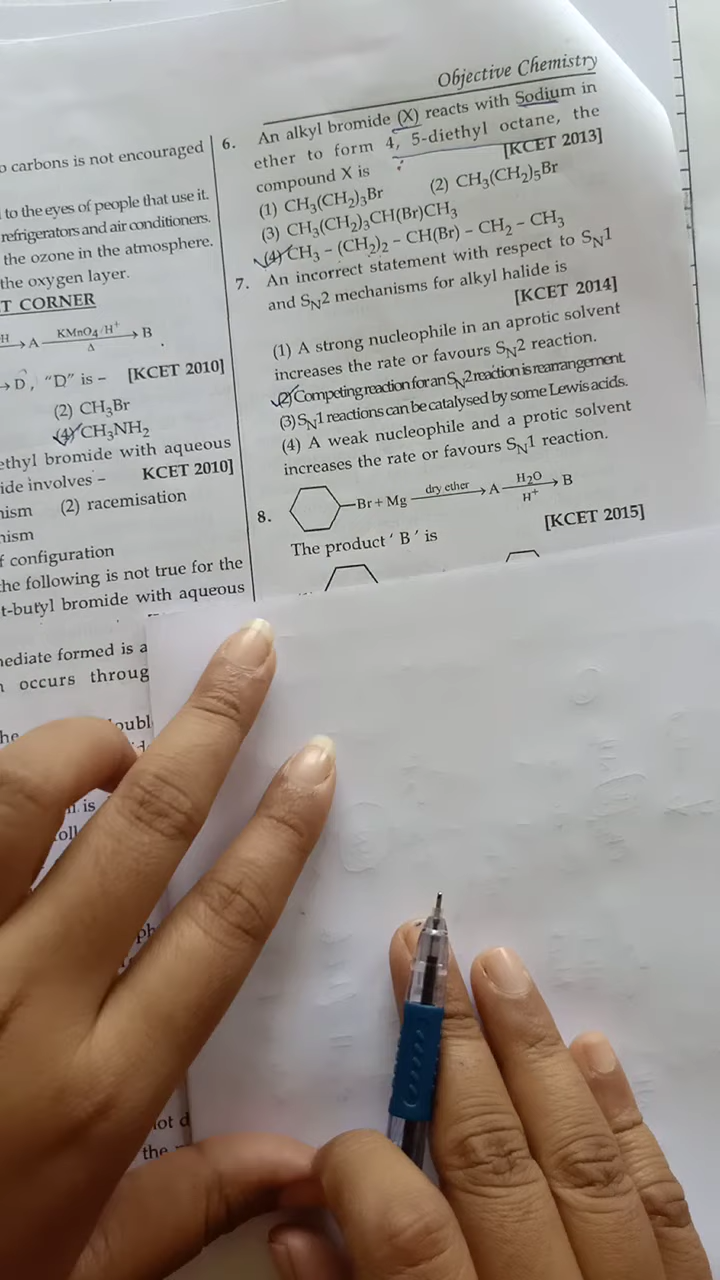 Objective Chemistry
carbons is not encouraged
to the eyes of people that use it.
refrigerators and air conditioners.
the ozone in the atmosphere.
the oxygen layer.
T CORNER
H → A KMnO₄/H⁺ Δ → B
→ D, “D” is – [KCET 2010]
(2) CH₃Br
(4) CH₃NH₂
ethyl bromide with aqueous
ide involves – KCET 2010]
nism (2) racemisation
nism
f configuration
he following is not true for the
t-butyl bromide with aqueous
mediate formed is a
occurs throug
6. An alkyl bromide (X) reacts with Sodium in
ether to form 4, 5-diethyl octane, the
compound X is [KCET 2013]
(1) CH₃(CH₂)₃Br (2) CH₃(CH₂)₅Br
(3) CH₃(CH₂)₃CH(Br)CH₃
(4) CH₃ – (CH₂)₂ – CH(Br) – CH₂ – CH₃
7. An incorrect statement with respect to S_N1
and S_N2 mechanisms for alkyl halide is
[KCET 2014]
(1) A strong nucleophile in an aprotic solvent
increases the rate or favours S_N2 reaction.
(2) Competing reaction for an S_N2 reaction is rearrangement.
(3) S_N1 reactions can be catalysed by some Lewis acids.
(4) A weak nucleophile and a protic solvent
increases the rate or favours S_N1 reaction.
8. Br + Mg dry ether → A H₂O H⁺ → B
The product ‘ B ’ is [KCET 2015]